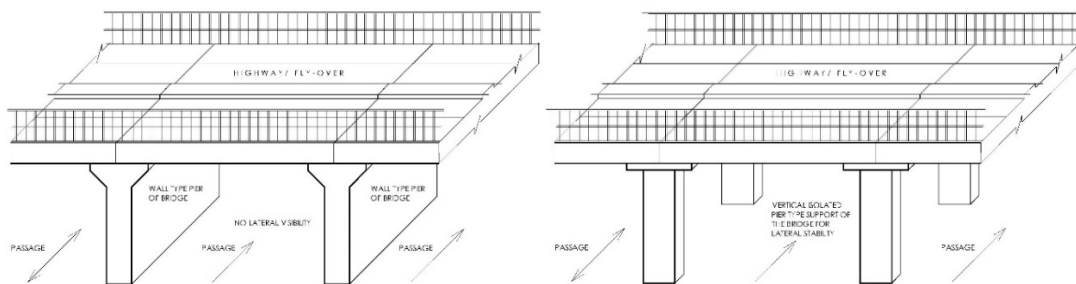 HIGHWAY/ FLY-OVER
WALL TYPE PIER
OF BRIDGE
WALL TYPE PIER
OF BRIDGE
NO LATERAL VISIBILITY
PASSAGE
PASSAGE
PASSAGE
HIGHWAY/ FLY-OVER
VERTICAL ISOLATED
PIER TYPE SUPPORT OF
THE BRIDGE FOR
LATERAL STABILTY
PASSAGE
PASSAGE